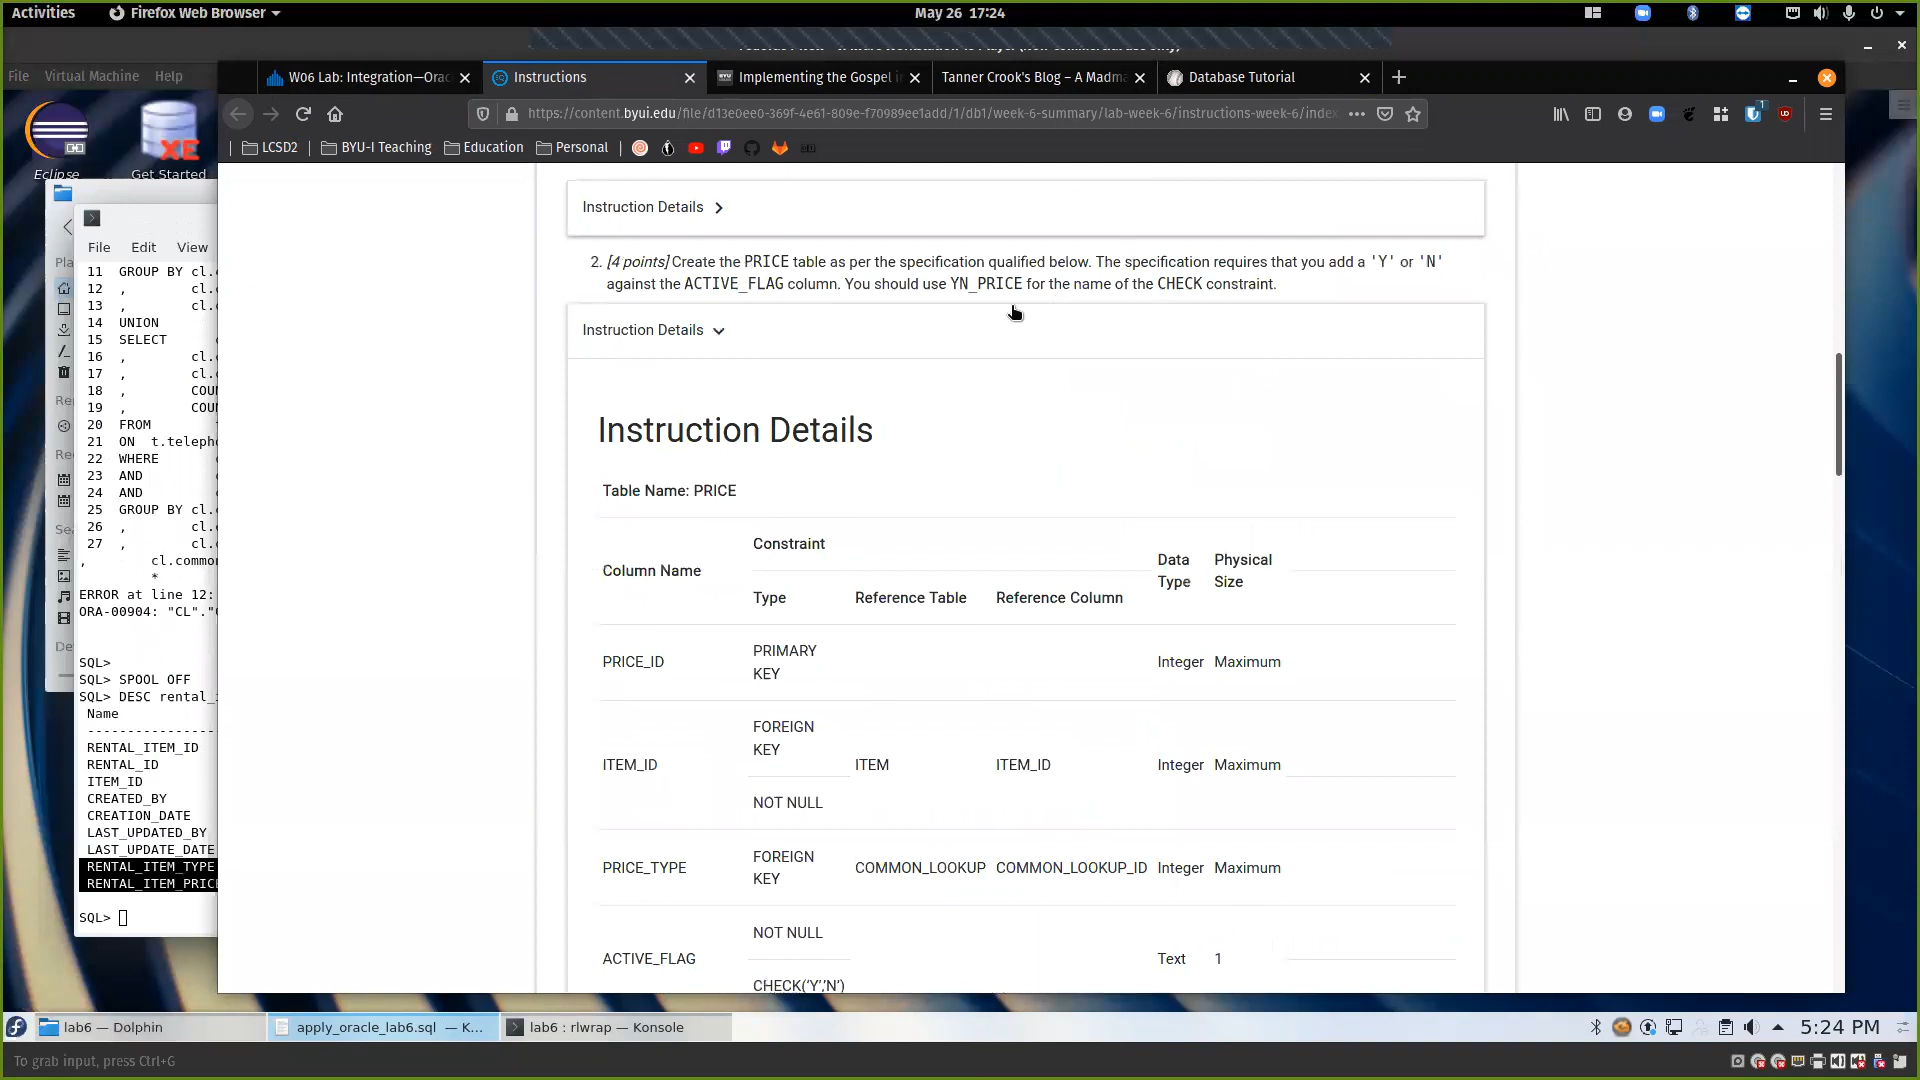 Activities
Firefox Web Browser
May 26  17:24
File
Virtual Machine
Help
W06 Lab: Integration—Orac
Instructions
Implementing the Gospel in
Tanner Crook's Blog – A Madma
Database Tutorial
https://content.byui.edu/file/d13e0ee0-369f-4e61-809e-f70989ee1add/1/db1/week-6-summary/lab-week-6/instructions-week-6/index
LCSD2
BYU-I Teaching
Education
Personal
Eclipse
Get Started
File
Edit
View
11  GROUP BY cl.
12  ,        cl.c
13  ,        cl.c
14  UNION
15  SELECT
16  ,        cl.c
17  ,        cl.c
18  ,        COUN
19  ,        COUN
20  FROM
21  ON  t.telepho
22  WHERE
23  AND
24  AND
25  GROUP BY cl.c
26  ,        cl.c
27  ,        cl.c
,        cl.common
*
ERROR at line 12:
ORA-00904: "CL"."
SQL>
SQL> SPOOL OFF
SQL> DESC rental_
Name
-----------------
RENTAL_ITEM_ID
RENTAL_ID
ITEM_ID
CREATED_BY
CREATION_DATE
LAST_UPDATED_BY
LAST_UPDATE_DATE
RENTAL_ITEM_TYPE
RENTAL_ITEM_PRICE
SQL>
Instruction Details
2. [4 points] Create the PRICE table as per the specification qualified below. The specification requires that you add a 'Y' or 'N'
against the ACTIVE_FLAG column. You should use YN_PRICE for the name of the CHECK constraint.
Instruction Details
Instruction Details
Table Name: PRICE
Column Name
Constraint
Data Type
Physical Size
Type
Reference Table
Reference Column
PRICE_ID
PRIMARY KEY
Integer
Maximum
ITEM_ID
FOREIGN KEY
ITEM
ITEM_ID
Integer
Maximum
NOT NULL
PRICE_TYPE
FOREIGN KEY
COMMON_LOOKUP
COMMON_LOOKUP_ID
Integer
Maximum
ACTIVE_FLAG
NOT NULL
Text
1
CHECK('Y','N')
lab6 — Dolphin
apply_oracle_lab6.sql  — K...
lab6 : rlwrap — Konsole
5:24 PM
To grab input, press Ctrl+G